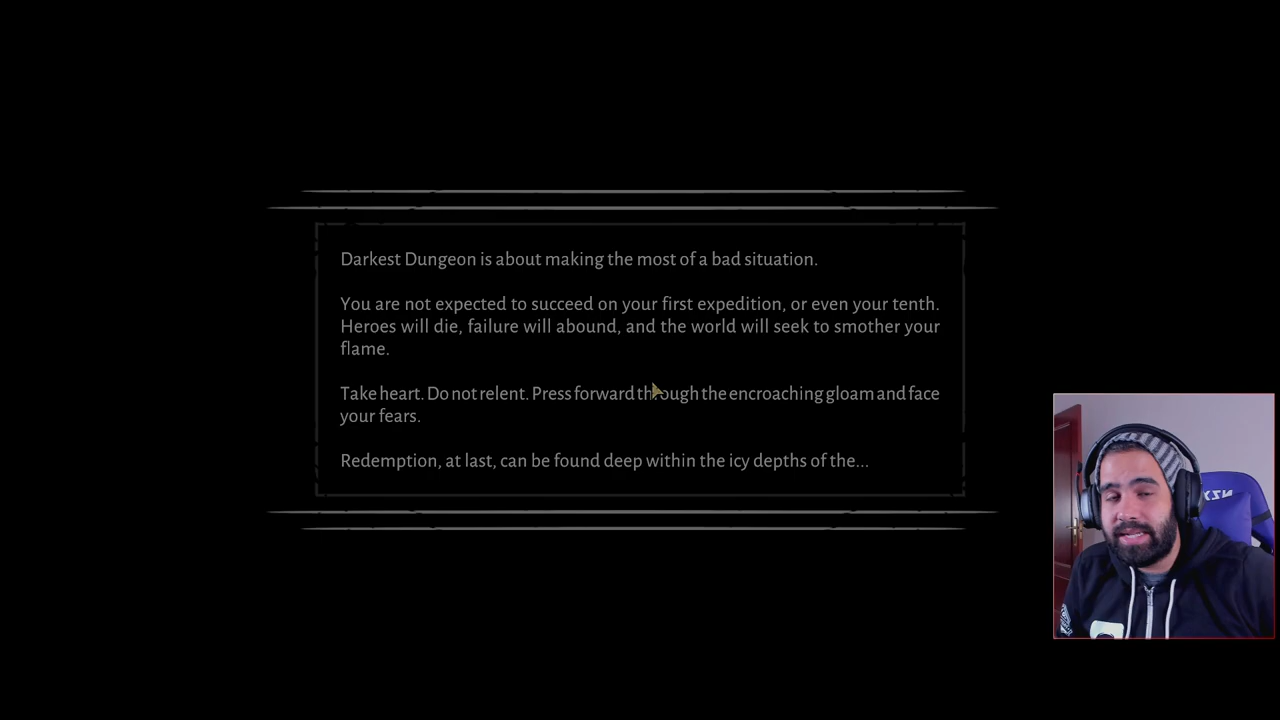 Darkest Dungeon is about making the most of a bad situation.
You are not expected to succeed on your first expedition, or even your tenth.
Heroes will die, failure will abound, and the world will seek to smother your
flame.
Take heart. Do not relent. Press forward through the encroaching gloam and face
your fears.
Redemption, at last, can be found deep within the icy depths of the...